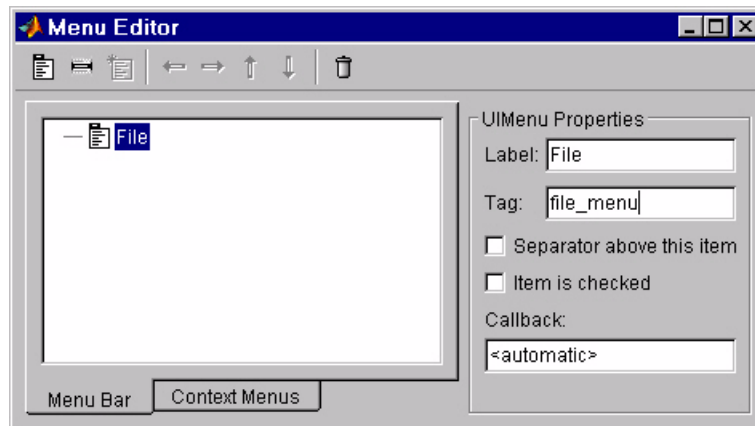 Menu Editor
File
UIMenu Properties
Label: File
Tag: file_menu
Separator above this item
Item is checked
Callback:
<automatic>
Menu Bar
Context Menus